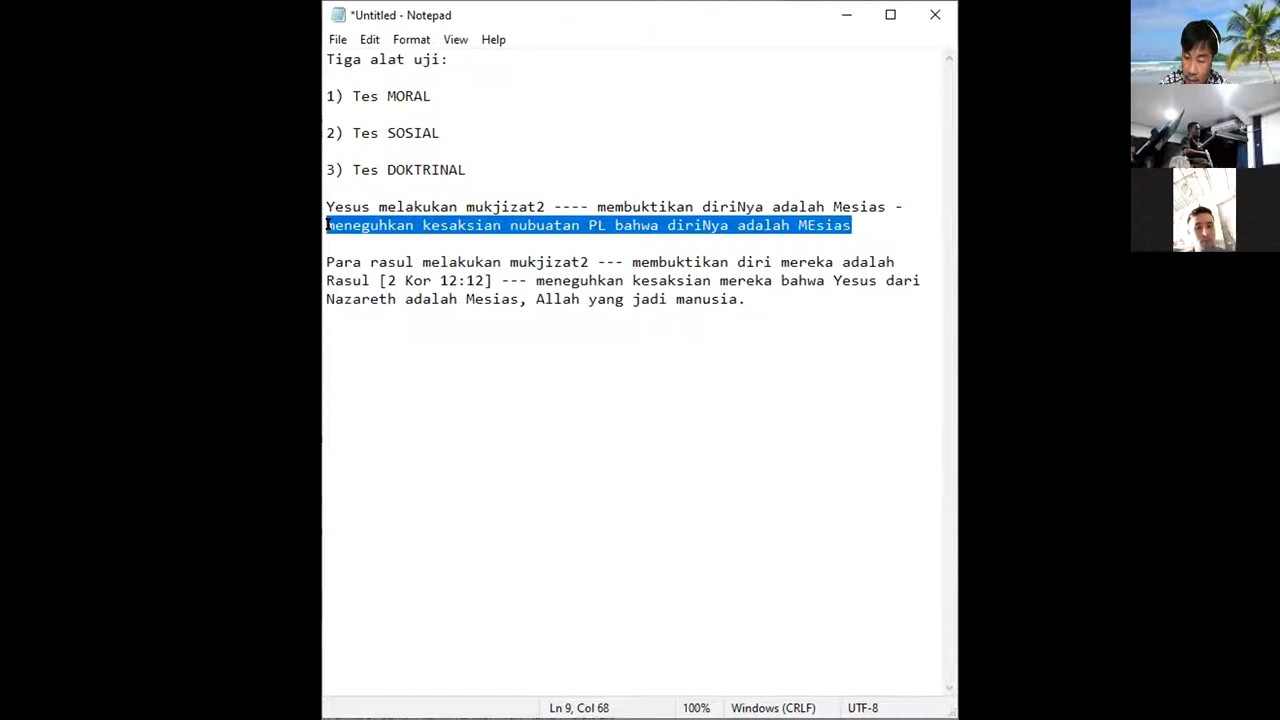 *Untitled - Notepad
File Edit Format View Help
Tiga alat uji:
1) Tes MORAL
2) Tes SOSIAL
3) Tes DOKTRINAL
Yesus melakukan mukjizat2 ---- membuktikan diriNya adalah Mesias -
meneguhkan kesaksian nubuatan PL bahwa diriNya adalah MEsias
Para rasul melakukan mukjizat2 --- membuktikan diri mereka adalah
Rasul [2 Kor 12:12] --- meneguhkan kesaksian mereka bahwa Yesus dari
Nazareth adalah Mesias, Allah yang jadi manusia.
Ln 9, Col 68 100% Windows (CRLF) UTF-8